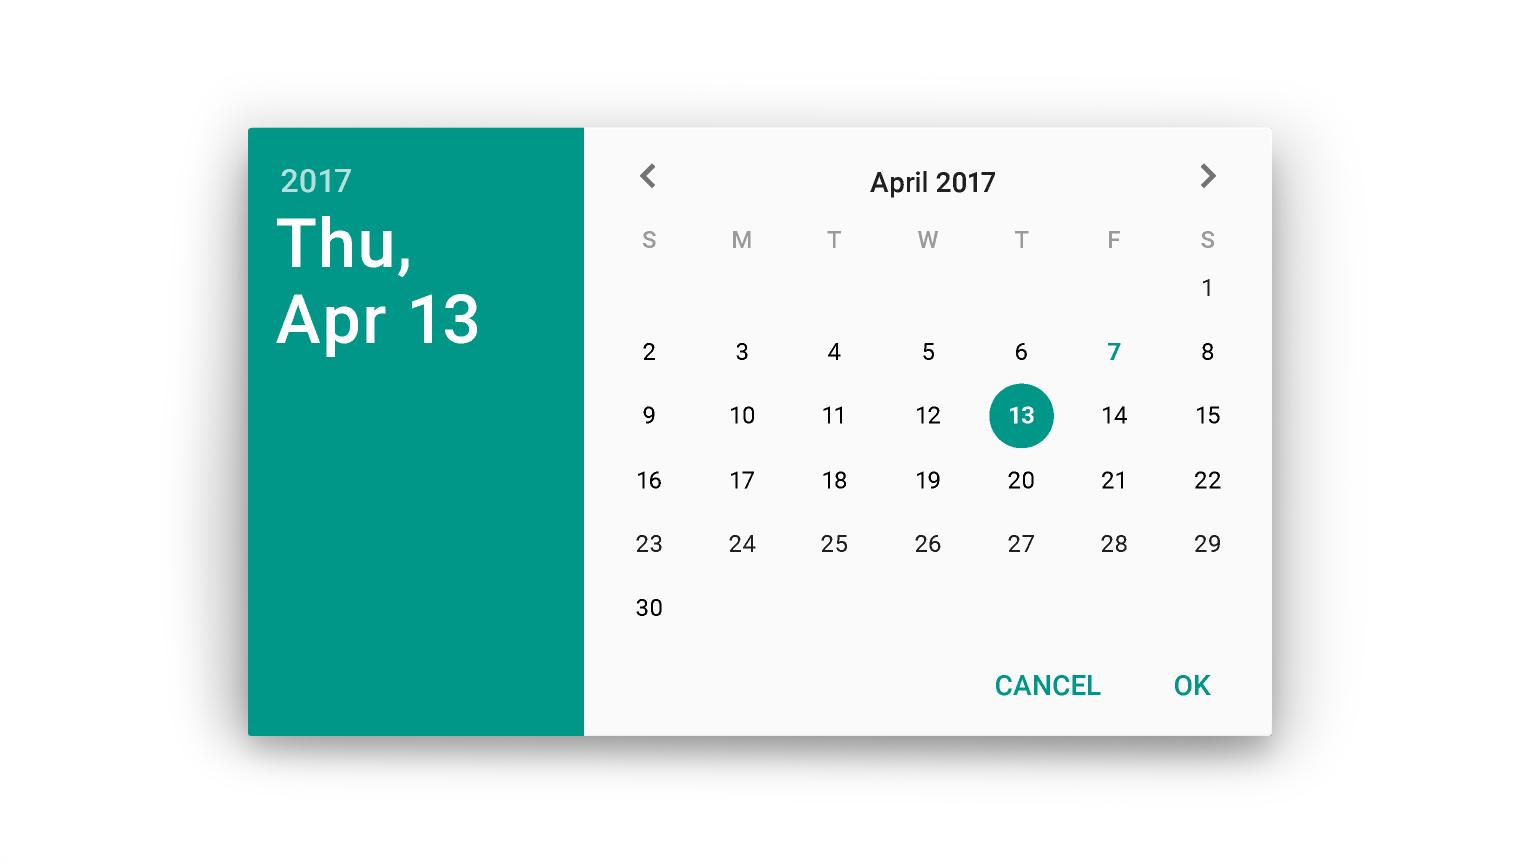 2017
Thu,
Apr 13
April 2017
S M T W T F S
1
2 3 4 5 6 7 8
9 10 11 12 13 14 15
16 17 18 19 20 21 22
23 24 25 26 27 28 29
30
CANCEL OK